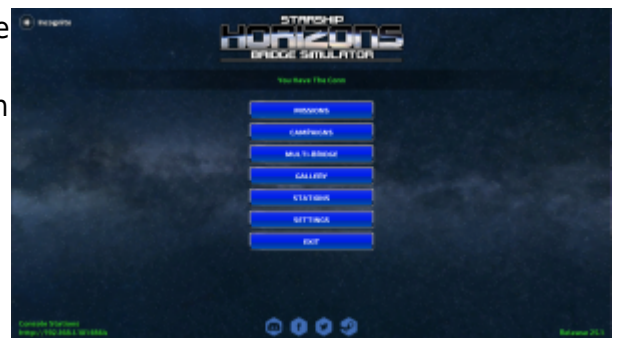 e
n
Incognito
STARSHIP
HORIZONS
BRIDGE SIMULATOR
You Have The Conn
MISSIONS
CAMPAIGNS
MULTI-BRIDGE
GALLERY
STATIONS
SETTINGS
EXIT
Console Stations